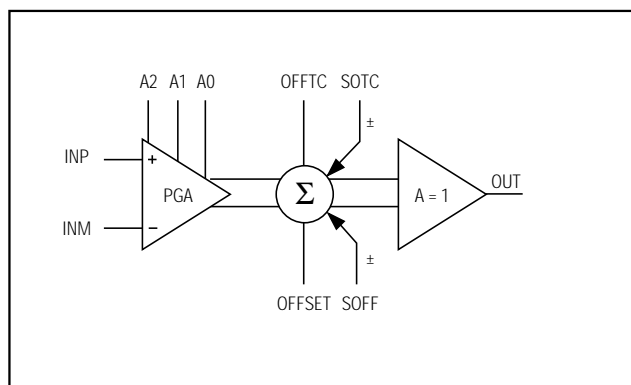 A2 A1 A0 OFFTC SOTC
±
INP + PGA Σ A = 1 OUT
INM −
±
OFFSET SOFF